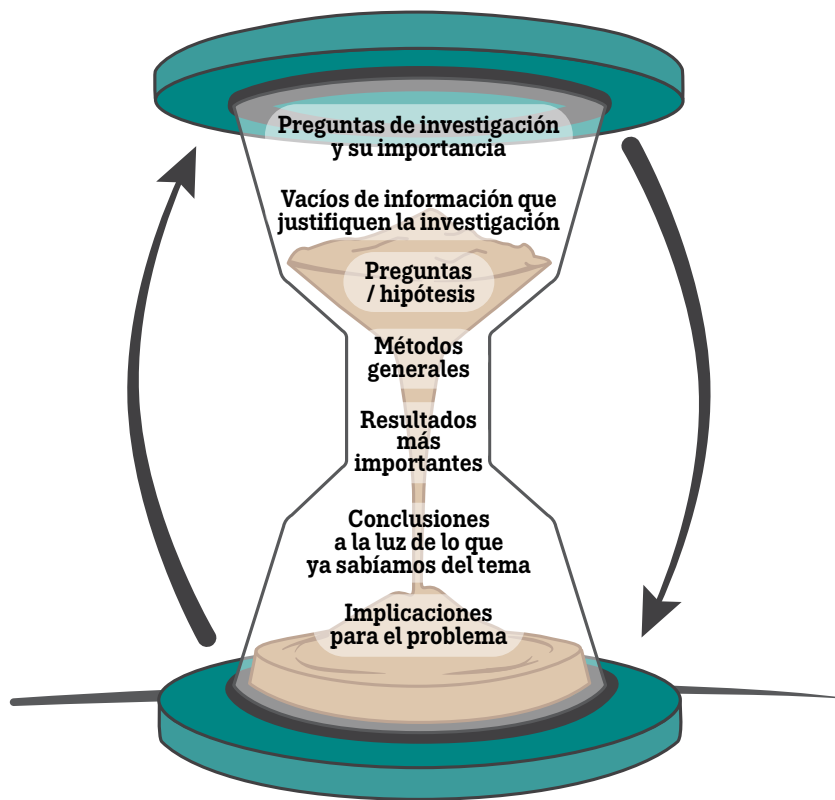 Preguntas de investigación
y su importancia
Vacíos de información que
justifiquen la investigación
Preguntas
/ hipótesis
Métodos
generales
Resultados
más
importantes
Conclusiones
a la luz de lo que
ya sabíamos del tema
Implicaciones
para el problema